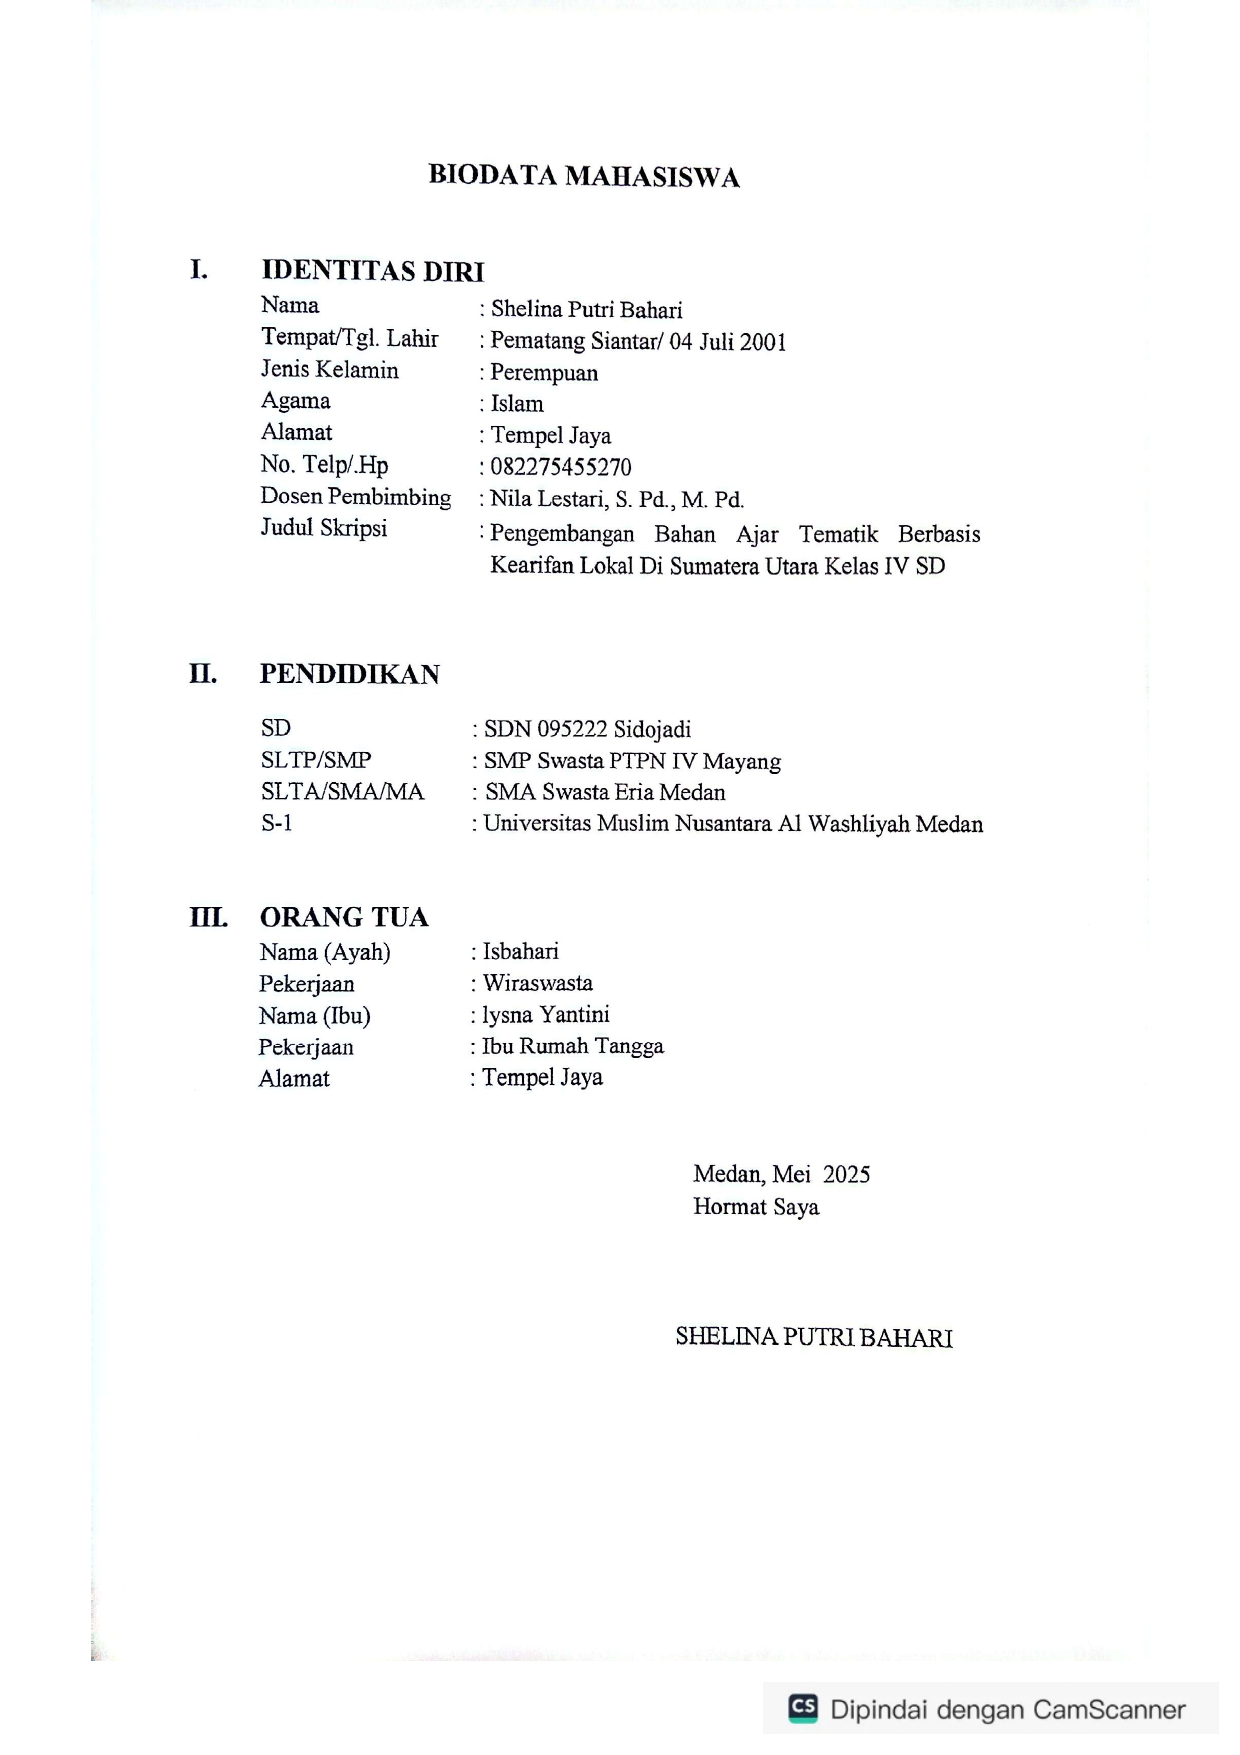 BIODATA MAHASISWA
I. IDENTITAS DIRI
Nama : Shelina Putri Bahari
Tempat/Tgl. Lahir : Pematang Siantar/ 04 Juli 2001
Jenis Kelamin : Perempuan
Agama : Islam
Alamat : Tempel Jaya
No. Telp/.Hp : 082275455270
Dosen Pembimbing : Nila Lestari, S. Pd., M. Pd.
Judul Skripsi : Pengembangan Bahan Ajar Tematik Berbasis
Kearifan Lokal Di Sumatera Utara Kelas IV SD
II. PENDIDIKAN
SD : SDN 095222 Sidojadi
SLTP/SMP : SMP Swasta PTPN IV Mayang
SLTA/SMA/MA : SMA Swasta Eria Medan
S-1 : Universitas Muslim Nusantara Al Washliyah Medan
III. ORANG TUA
Nama (Ayah) : Isbahari
Pekerjaan : Wiraswasta
Nama (Ibu) : lysna Yantini
Pekerjaan : Ibu Rumah Tangga
Alamat : Tempel Jaya
Medan, Mei 2025
Hormat Saya
SHELINA PUTRI BAHARI
CS Dipindai dengan CamScanner